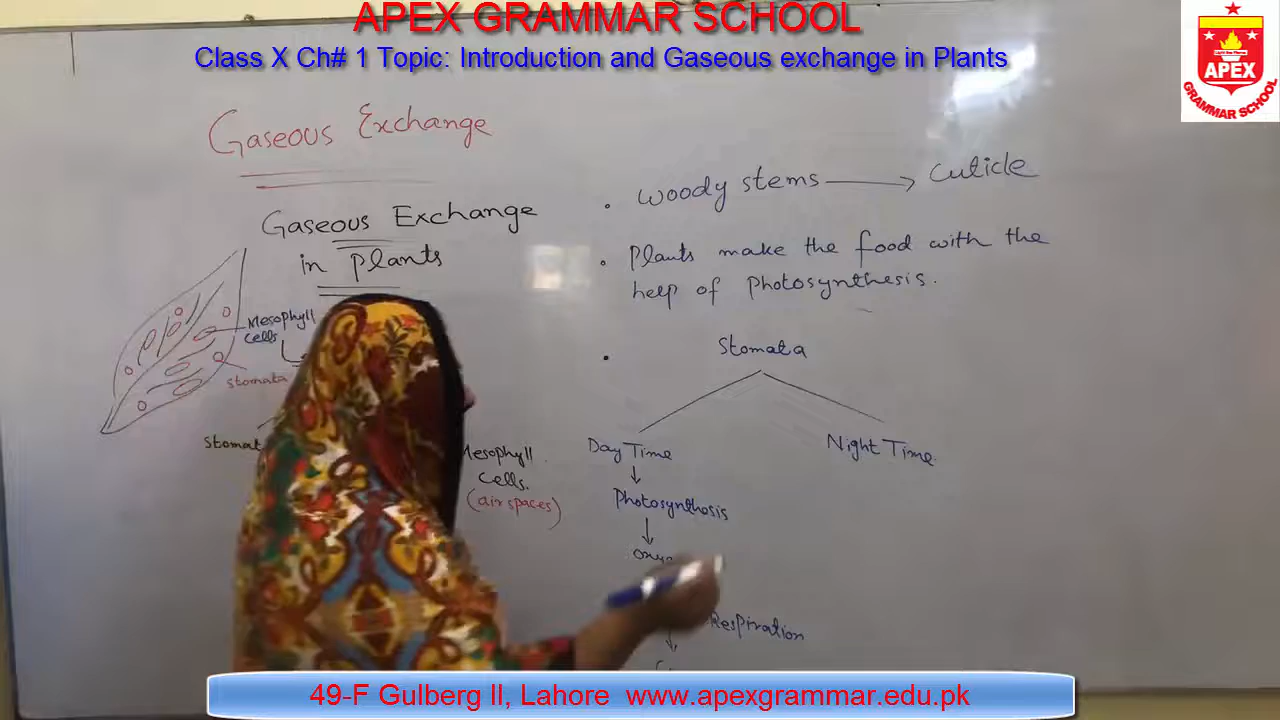 APEX GRAMMAR SCHOOL
Class X Ch# 1 Topic: Introduction and Gaseous exchange in Plants
APEX
GRAMMAR SCHOOL
Gaseous Exchange
Gaseous Exchange
in Plants
Mesophyll
cells
Stomata
Mesophyll
cells.
(air spaces)
• Woody stems → Cuticle
• Plants make the food with the
help of Photosynthesis.
• Stomata
Day Time
Night Time.
↓
Photosynthesis
↓
Respiration
↓
49-F Gulberg II, Lahore www.apexgrammar.edu.pk